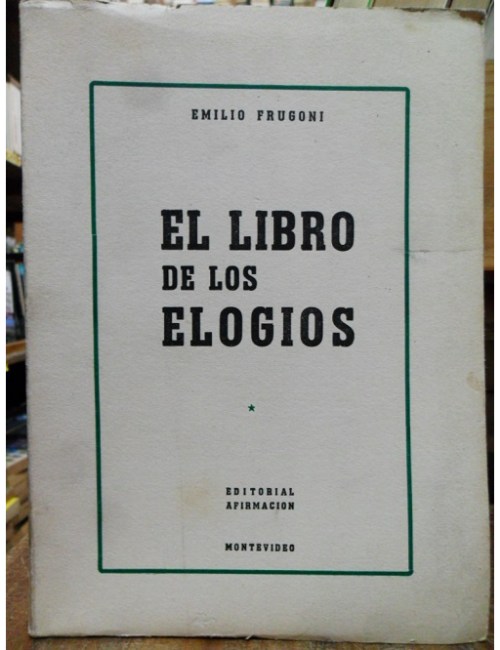 EMILIO FRUGONI
EL LIBRO
DE LOS
ELOGIOS
EDITORIAL
AFIRMACION
MONTEVIDEO